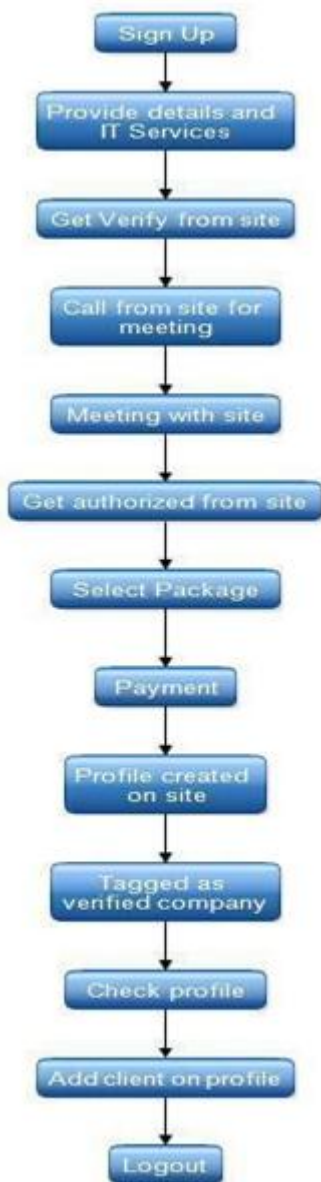 Sign Up
Provide details and
IT Services
Get Verify from site
Call from site for
meeting
Meeting with site
Get authorized from site
Select Package
Payment
Profile created
on site
Tagged as
verified company
Check profile
Add client on profile
Logout